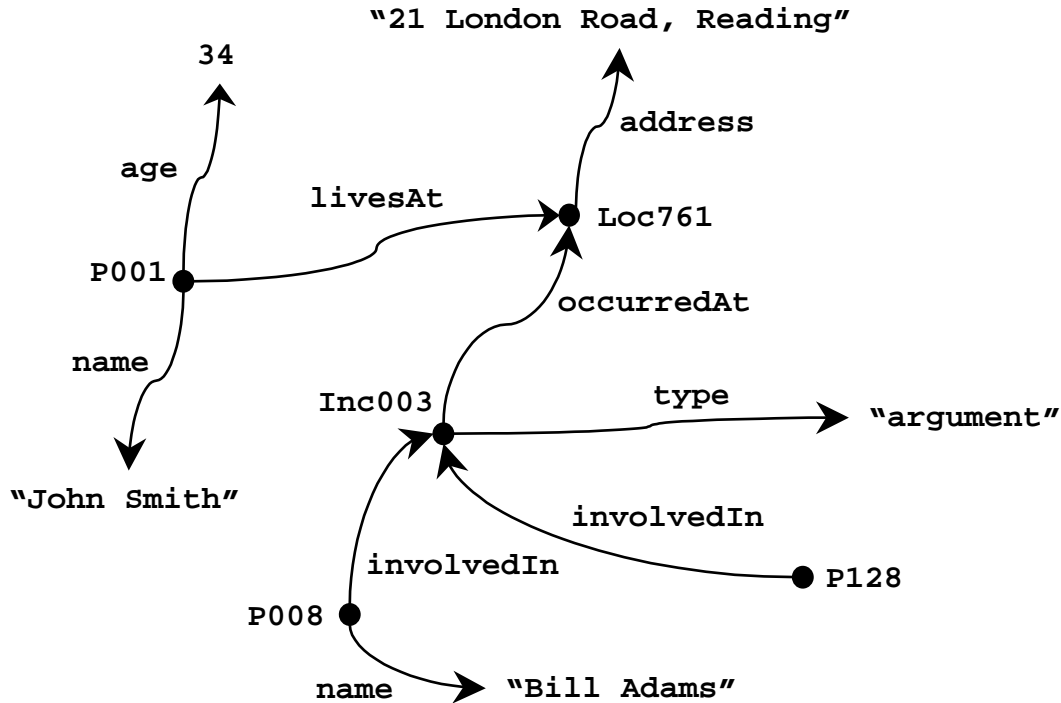 “21 London Road, Reading”
34
address
age
livesAt
Loc761
P001
occurredAt
name
Inc003
type
“argument”
“John Smith”
involvedIn
involvedIn
P128
P008
name
“Bill Adams”